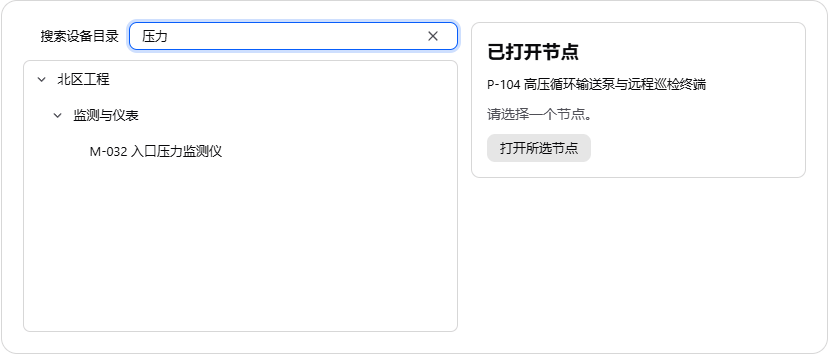 搜索设备目录
压力
北区工程
监测与仪表
M-032 入口压力监测仪
已打开节点
P-104 高压循环输送泵与远程巡检终端
请选择一个节点。
打开所选节点